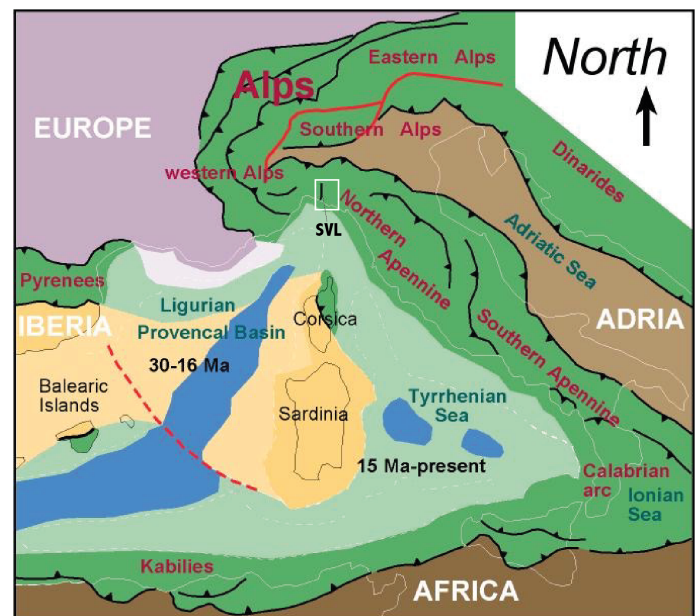 North
Eastern Alps
Alps
EUROPE
Southern Alps
western Alps
Dinarides
Northern
Apennine
SVL
Adriatic Sea
Pyrenees
Ligurian
Provencal Basin
IBERIA
Corsica
ADRIA
30-16 Ma
Southern Apennine
Balearic
Islands
Sardinia
Tyrrhenian
Sea
15 Ma-present
Calabrian
arc
Ionian
Sea
Kabilies
AFRICA